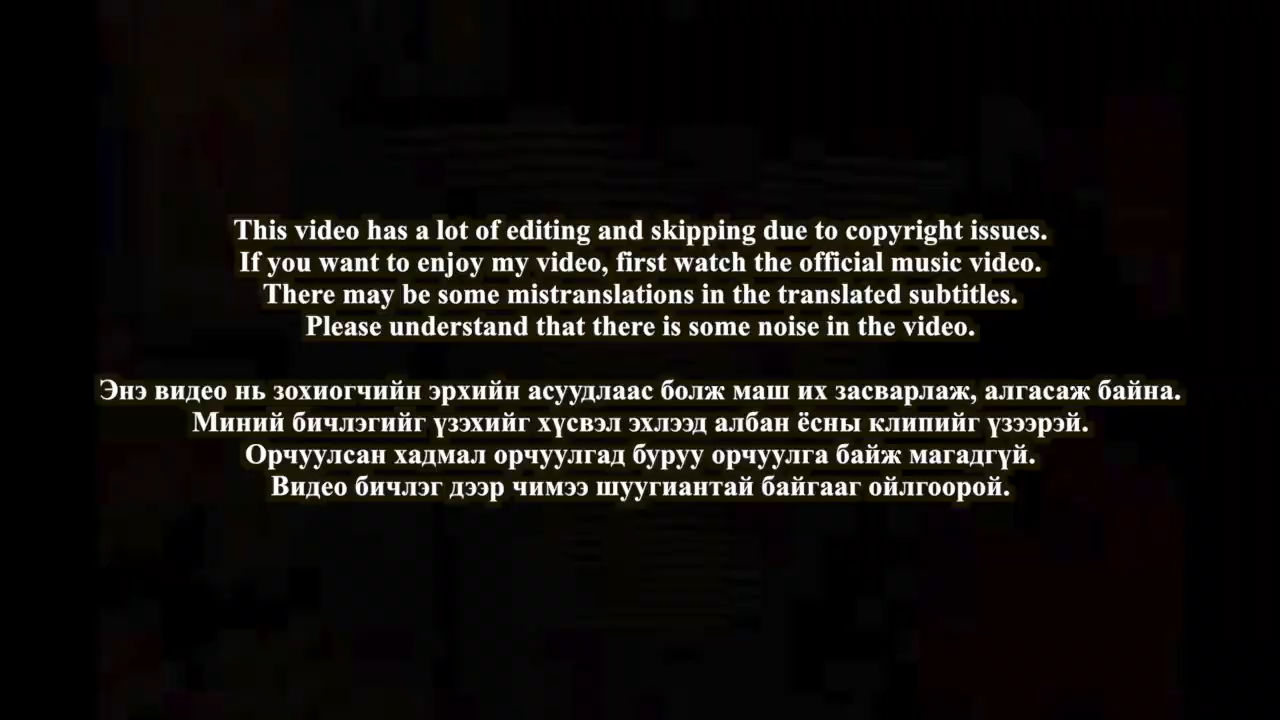 This video has a lot of editing and skipping due to copyright issues.
If you want to enjoy my video, first watch the official music video.
There may be some mistranslations in the translated subtitles.
Please understand that there is some noise in the video.
Энэ видео нь зохиогчийн эрхийн асуудлаас болж маш их засварлаж, алгасаж байна.
Миний бичлэгийг үзэхийг хүсвэл эхлээд албан ёсны клипийг үзээрэй.
Орчуулсан хадмал орчуулгад буруу орчуулга байж магадгүй.
Видео бичлэг дээр чимээ шуугиантай байгааг ойлгоорой.